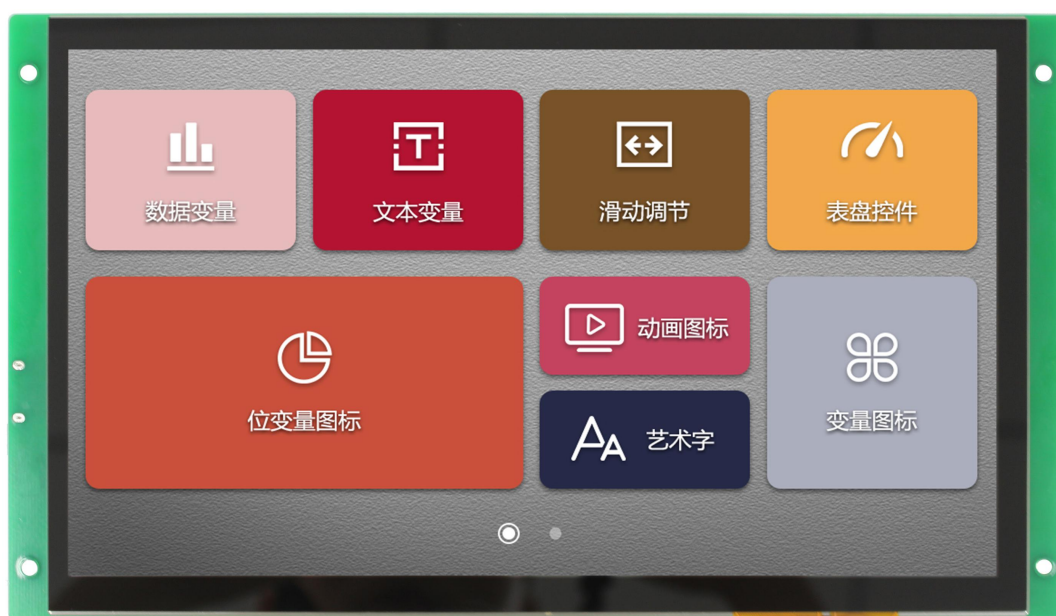 数据变量
文本变量
滑动调节
表盘控件
位变量图标
动画图标
艺术字
变量图标